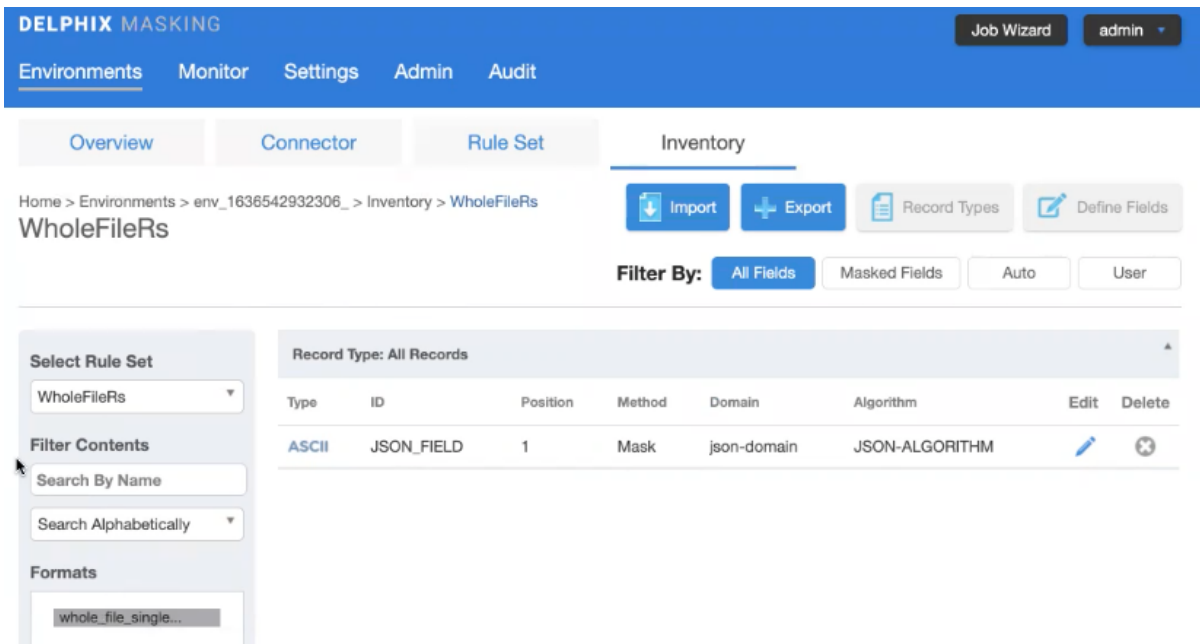 DELPHIX MASKING
Job Wizard
admin
Environments Monitor Settings Admin Audit
Overview Connector Rule Set Inventory
Home > Environments > env_1636542932306_ > Inventory > WholeFileRs
WholeFileRs
Import Export Record Types Define Fields
Filter By: All Fields Masked Fields Auto User
Select Rule Set
WholeFileRs
Filter Contents
Search By Name
Search Alphabetically
Formats
whole_file_single...
Record Type: All Records
Type ID Position Method Domain Algorithm Edit Delete
ASCII JSON_FIELD 1 Mask json-domain JSON-ALGORITHM